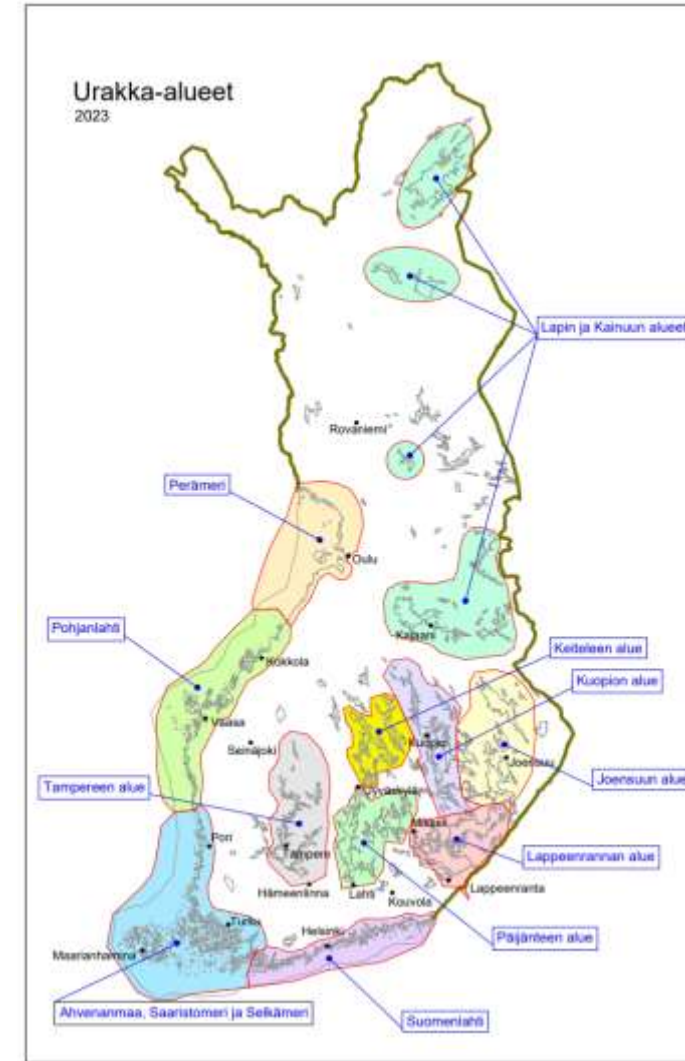 Urakka-alueet
2023
Lapin ja Kainuun alueet
Rovaniemi
Perämeri
Oulu
Kajaani
Pohjanlahti
Kokkola
Keiteleen alue
Kuopion alue
Vaasa
Seinäjoki
Kuopio
Joensuu
Joensuun alue
Tampereen alue
Jyväskylä
Mikkeli
Pori
Tampere
Lappeenrannan alue
Hämeenlinna
Lahti
Kouvola
Lappeenranta
Turku
Helsinki
Päijänteen alue
Maarianhamina
Ahvenanmaa, Saaristomeri ja Selkämeri
Suomenlahti